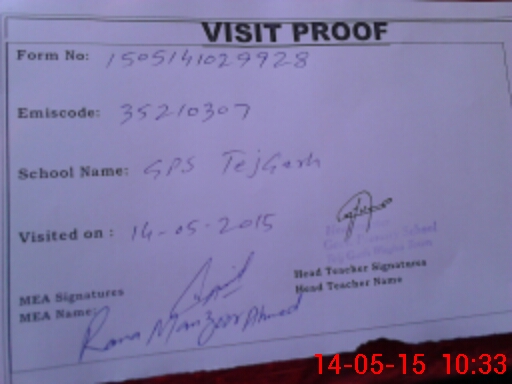 VISIT PROOF
Form No: 1505141029928
Emiscode: 35210307
School Name: GPS TejGarh
Visited on : 14-05-2015
MEA Signatures
MEA Name: Rana Manzoor Ahmed
Head Teacher Signatures
Head Teacher Name
14-05-15 10:33